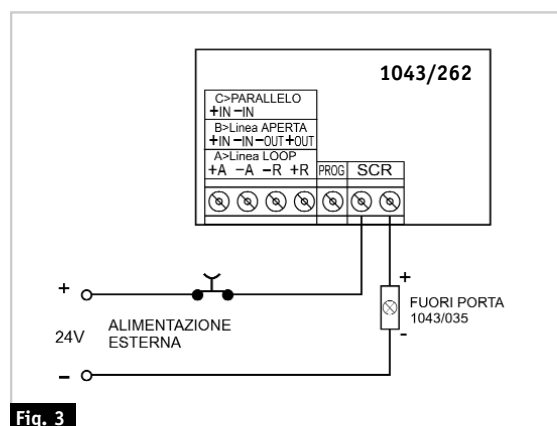 1043/262
C>PARALLELO
+IN -IN
B>Linea APERTA
+IN -IN -OUT +OUT
A>Linea LOOP
+A -A -R +R PROG SCR
+
24V
-
ALIMENTAZIONE
ESTERNA
+
FUORI PORTA
1043/035
-
Fig. 3